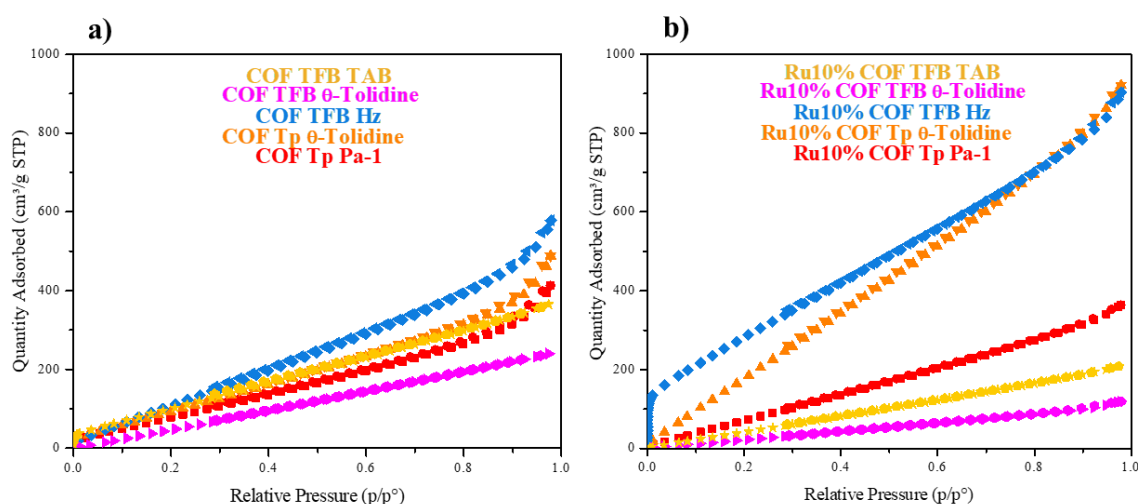 a)
COF TFB TAB
COF TFB θ-Tolidine
COF TFB Hz
COF Tp θ-Tolidine
COF Tp Pa-1
Quantity Adsorbed (cm³/g STP)
1000
800
600
400
200
0
0.0 0.2 0.4 0.6 0.8 1.0
Relative Pressure (p/p°)
b)
Ru10% COF TFB TAB
Ru10% COF TFB θ-Tolidine
Ru10% COF TFB Hz
Ru10% COF Tp θ-Tolidine
Ru10% COF Tp Pa-1
Quantity Adsorbed (cm³/g STP)
1000
800
600
400
200
0
0.0 0.2 0.4 0.6 0.8 1.0
Relative Pressure (p/p°)